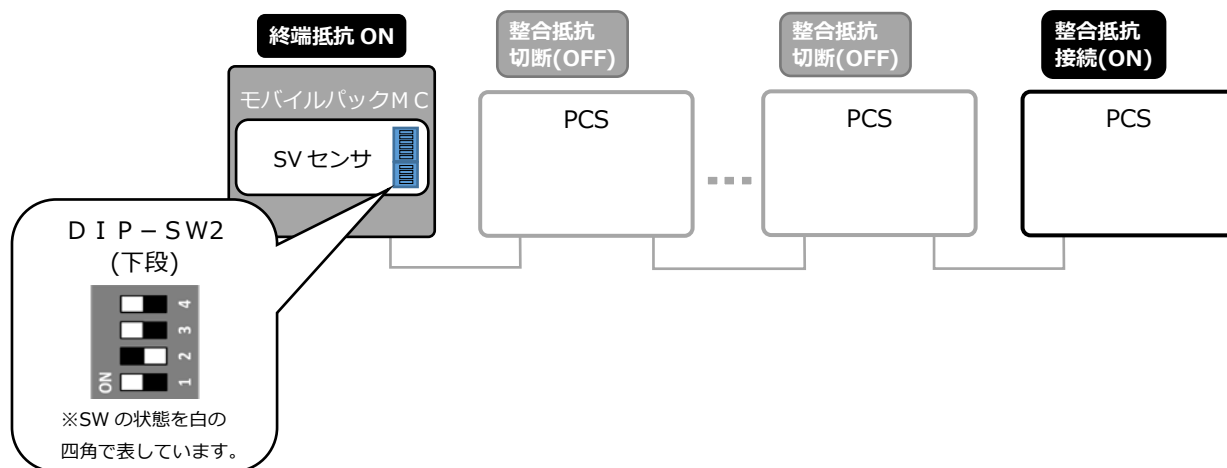 終端抵抗 ON
整合抵抗
切断(OFF)
整合抵抗
切断(OFF)
整合抵抗
接続(ON)
モバイルパックＭＣ
SV センサ
PCS
PCS
PCS
ＤＩＰ－ＳＷ2
(下段)
4
3
2
1
ON
※SW の状態を白の
四角で表しています。